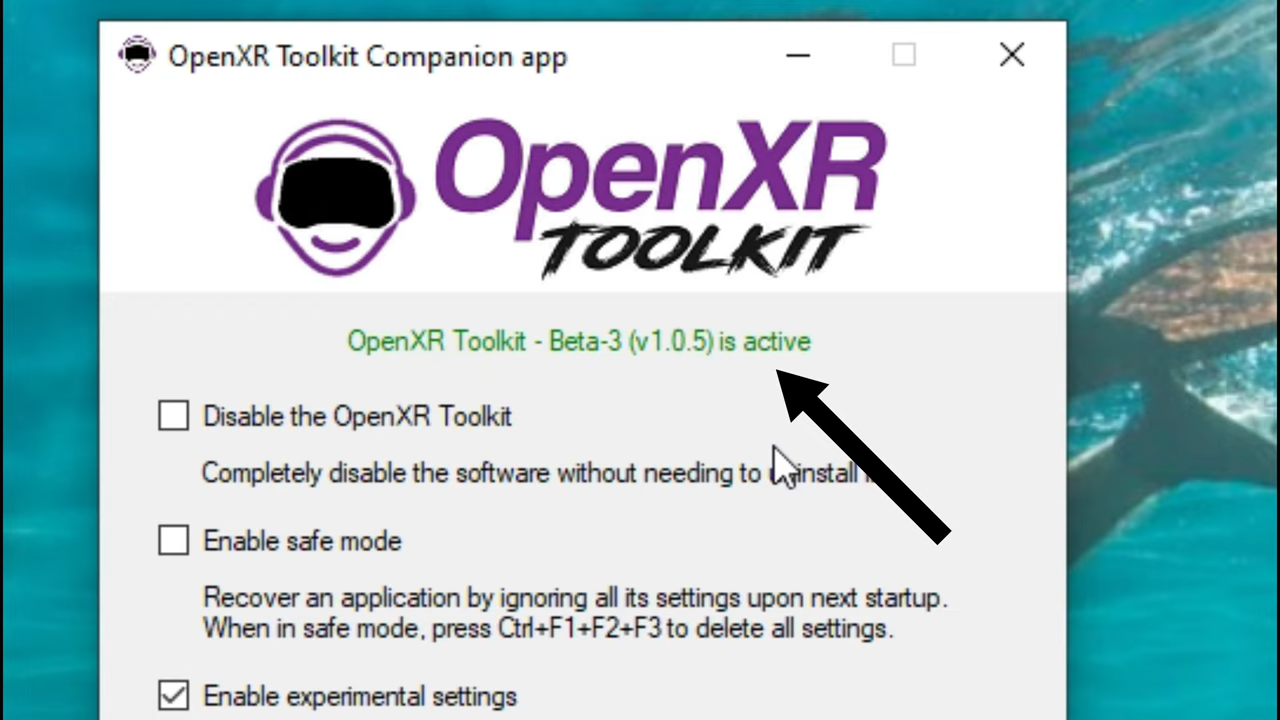 OpenXR Toolkit Companion app
OpenXR
TOOLKIT
OpenXR Toolkit - Beta-3 (v1.0.5) is active
Disable the OpenXR Toolkit
Completely disable the software without needing to uninstall
Enable safe mode
Recover an application by ignoring all its settings upon next startup.
When in safe mode, press Ctrl+F1+F2+F3 to delete all settings.
Enable experimental settings